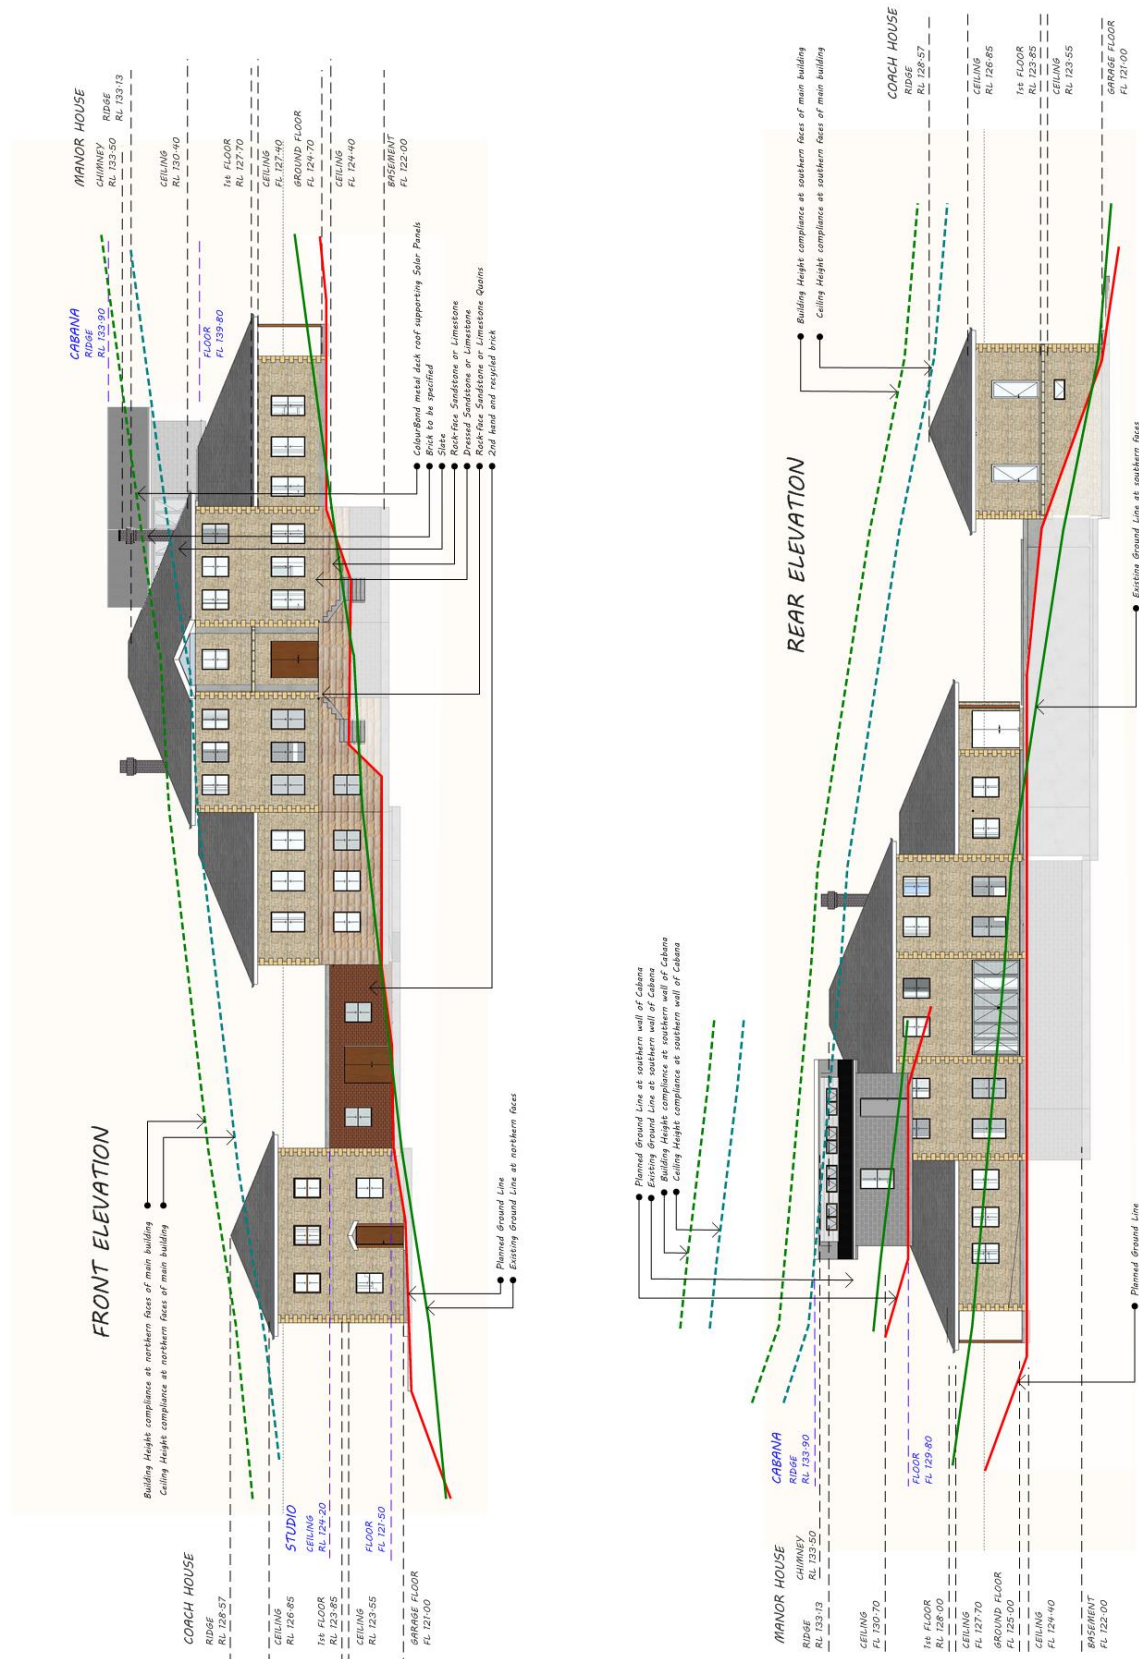 FRONT ELEVATION
MANOR HOUSE
CHIMNEY
RL 133·50
RIDGE
RL 133·13
CEILING
RL 130·40
1st FLOOR
RL 127·70
CEILING
FL 127·40
GROUND FLOOR
FL 124·70
CEILING
FL 124·40
BASEMENT
FL 122·00
CABANA
RIDGE
RL 133·90
FLOOR
FL 139·80
ColourBond metal deck roof supporting Solar Panels
Brick to be specified
Slate
Rock-face Sandstone or Limestone
Dressed Sandstone or Limestone
Rock-face Sandstone or Limestone Quoins
2nd hand and recycled brick
Building Height compliance at northern faces of main building
Ceiling Height compliance at northern faces of main building
Planned Ground Line
Existing Ground Line at northern faces
COACH HOUSE
RIDGE
RL 128·57
CEILING
RL 126·85
STUDIO
CEILING
RL 124·20
1st FLOOR
RL 123·85
CEILING
RL 123·55
FLOOR
FL 121·50
GARAGE FLOOR
FL 121·00
REAR ELEVATION
COACH HOUSE
RIDGE
RL 128·57
CEILING
RL 126·85
1st FLOOR
RL 123·85
CEILING
FL 123·55
GARAGE FLOOR
FL 121·00
Building Height compliance at southern faces of main building
Ceiling Height compliance at southern faces of main building
Existing Ground Line at southern faces
Planned Ground Line at southern wall of Cabana
Existing Ground Line at southern wall of Cabana
Building Height compliance at southern wall of Cabana
Ceiling Height compliance at southern wall of Cabana
Planned Ground Line
CABANA
RIDGE
RL 133·90
FLOOR
FL 129·80
MANOR HOUSE
RIDGE
RL 133·13
CHIMNEY
RL 133·50
CEILING
FL 130·70
1st FLOOR
RL 128·00
CEILING
FL 127·70
GROUND FLOOR
FL 125·00
CEILING
FL 124·40
BASEMENT
FL 122·00